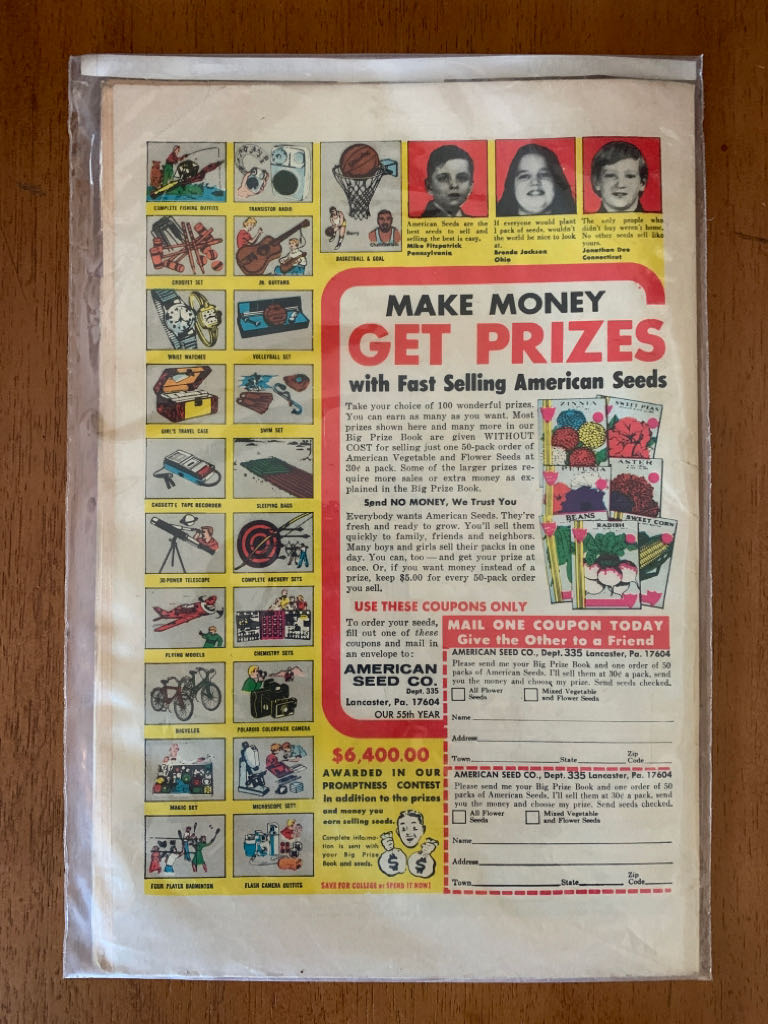 COMPLETE FISHING OUTFITS
TRANSISTOR RADIO
CROQUET SET
JR. GUITARS
WRIST WATCHES
VOLLEYBALL SET
GIRL'S TRAVEL CASE
SWIM SET
CASSETTE TAPE RECORDER
SLEEPING BAGS
30-POWER TELESCOPE
COMPLETE ARCHERY SETS
FLYING MODELS
CHEMISTRY SETS
BICYCLES
POLAROID COLORPACK CAMERA
MAGIC SET
MICROSCOPE SETS
FOUR PLAYER BADMINTON
FLASH CAMERA OUTFITS
Barry
BASKETBALL & GOAL
American Seeds are the
best seeds to sell and
selling the best is easy.
Mike Fitzpatrick
Pennsylvania
If everyone would plant
1 pack of seeds, wouldn't
the world be nice to look
at.
Brenda Jackson
Ohio
The only people who
didn't buy weren't home.
No other seeds sell like
yours.
Jonathan Dee
Connecticut
MAKE MONEY
GET PRIZES
with Fast Selling American Seeds
Take your choice of 100 wonderful prizes.
You can earn as many as you want. Most
prizes shown here and many more in our
Big Prize Book are given WITHOUT
COST for selling just one 50-pack order of
American Vegetable and Flower Seeds at
30¢ a pack. Some of the larger prizes re-
quire more sales or extra money as ex-
plained in the Big Prize Book.
Send NO MONEY, We Trust You
Everybody wants American Seeds. They're
fresh and ready to grow. You'll sell them
quickly to family, friends and neighbors.
Many boys and girls sell their packs in one
day. You can, too — and get your prize at
once. Or, if you want money instead of a
prize, keep $5.00 for every 50-pack order
you sell.
ZINNIA
SWEET PEAS
PETUNIA
ASTER
BEANS
RADISH
SWEET CORN
USE THESE COUPONS ONLY
To order your seeds,
fill out one of these
coupons and mail in
an envelope to:
AMERICAN
SEED CO.
Dept. 335
Lancaster, Pa. 17604
OUR 55th YEAR
$6,400.00
AWARDED IN OUR
PROMPTNESS CONTEST
In addition to the prizes
and money you
earn selling seeds.
Complete informa-
tion is sent with
your Big Prize
Book and seeds.
$ $
SAVE FOR COLLEGE or SPEND IT NOW!
MAIL ONE COUPON TODAY
Give the Other to a Friend
AMERICAN SEED CO., Dept. 335 Lancaster, Pa. 17604
Please send me your Big Prize Book and one order of 50
packs of American Seeds. I'll sell them at 30¢ a pack, send
you the money and choose my prize. Send seeds checked.
All Flower Seeds
Mixed Vegetable and Flower Seeds
Name
Address
Town State Zip Code
AMERICAN SEED CO., Dept. 335 Lancaster, Pa. 17604
Please send me your Big Prize Book and one order of 50
packs of American Seeds. I'll sell them at 30¢ a pack, send
you the money and choose my prize. Send seeds checked.
All Flower Seeds
Mixed Vegetable and Flower Seeds
Name
Address
Town State Zip Code